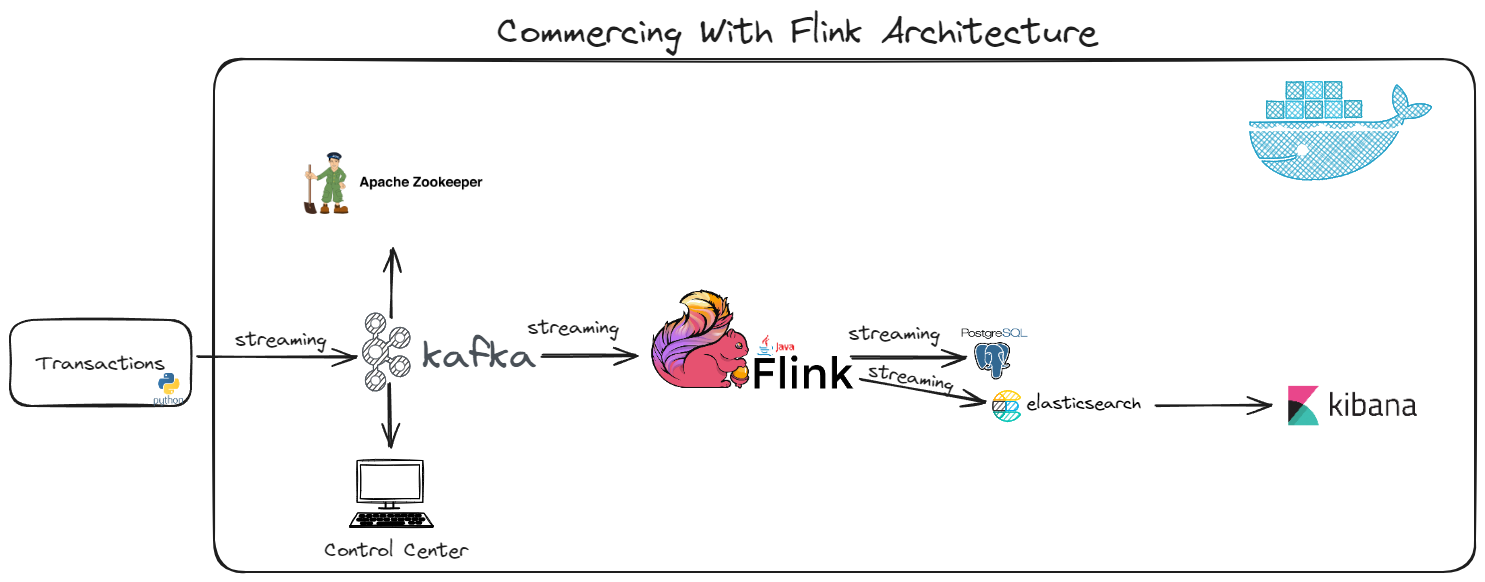 Commercing With Flink Architecture
Apache Zookeeper
Transactions
python
streaming
kafka
streaming
java
Flink
streaming
PostgreSQL
streaming
elasticsearch
kibana
Control Center